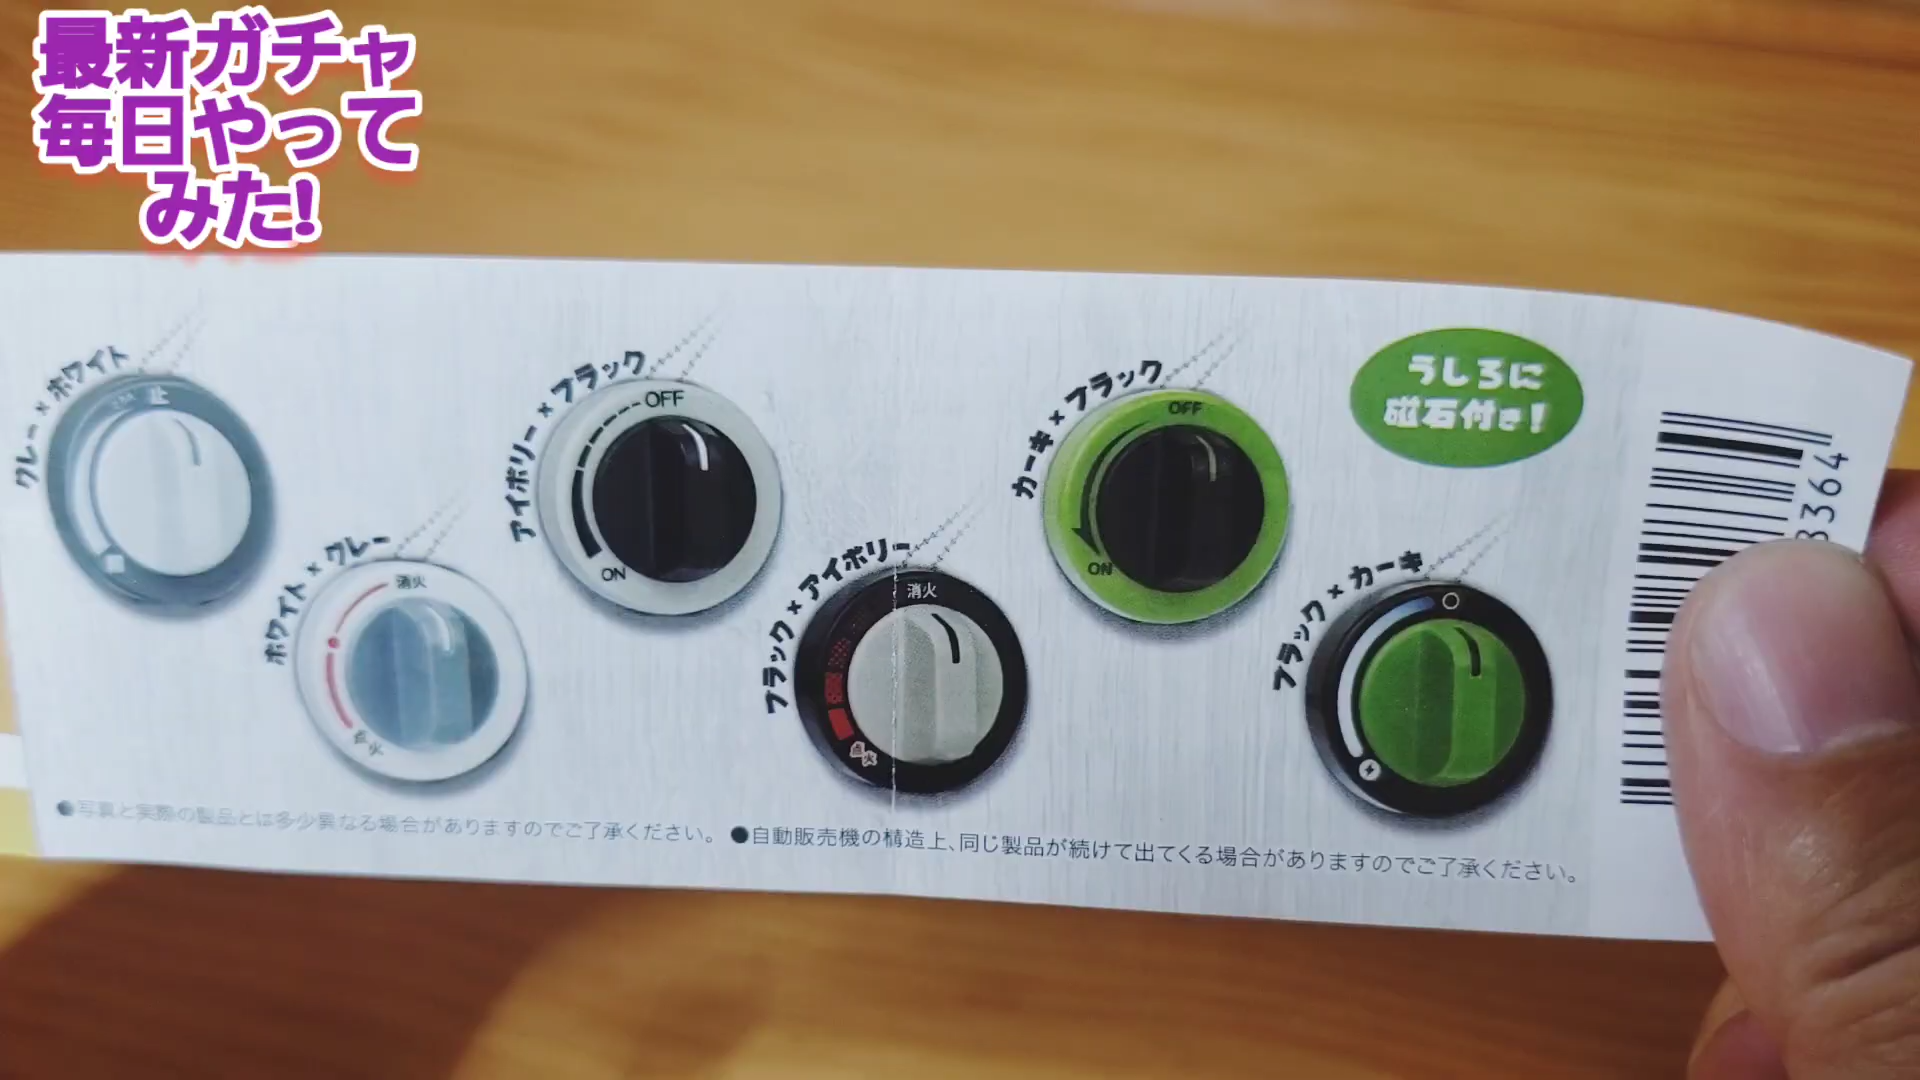 最新ガチャ
毎日やって
みた!
グレー×ホワイト
止
ホワイト×グレー
消火
点火
アイボリー×ブラック
OFF
ON
ブラック×アイボリー
消火
点火
カーキ×ブラック
OFF
ON
ブラック×カーキ
うしろに
磁石付き!
3364
●写真と実際の製品とは多少異なる場合がありますのでご了承ください。 ●自動販売機の構造上、同じ製品が続けて出てくる場合がありますのでご了承ください。